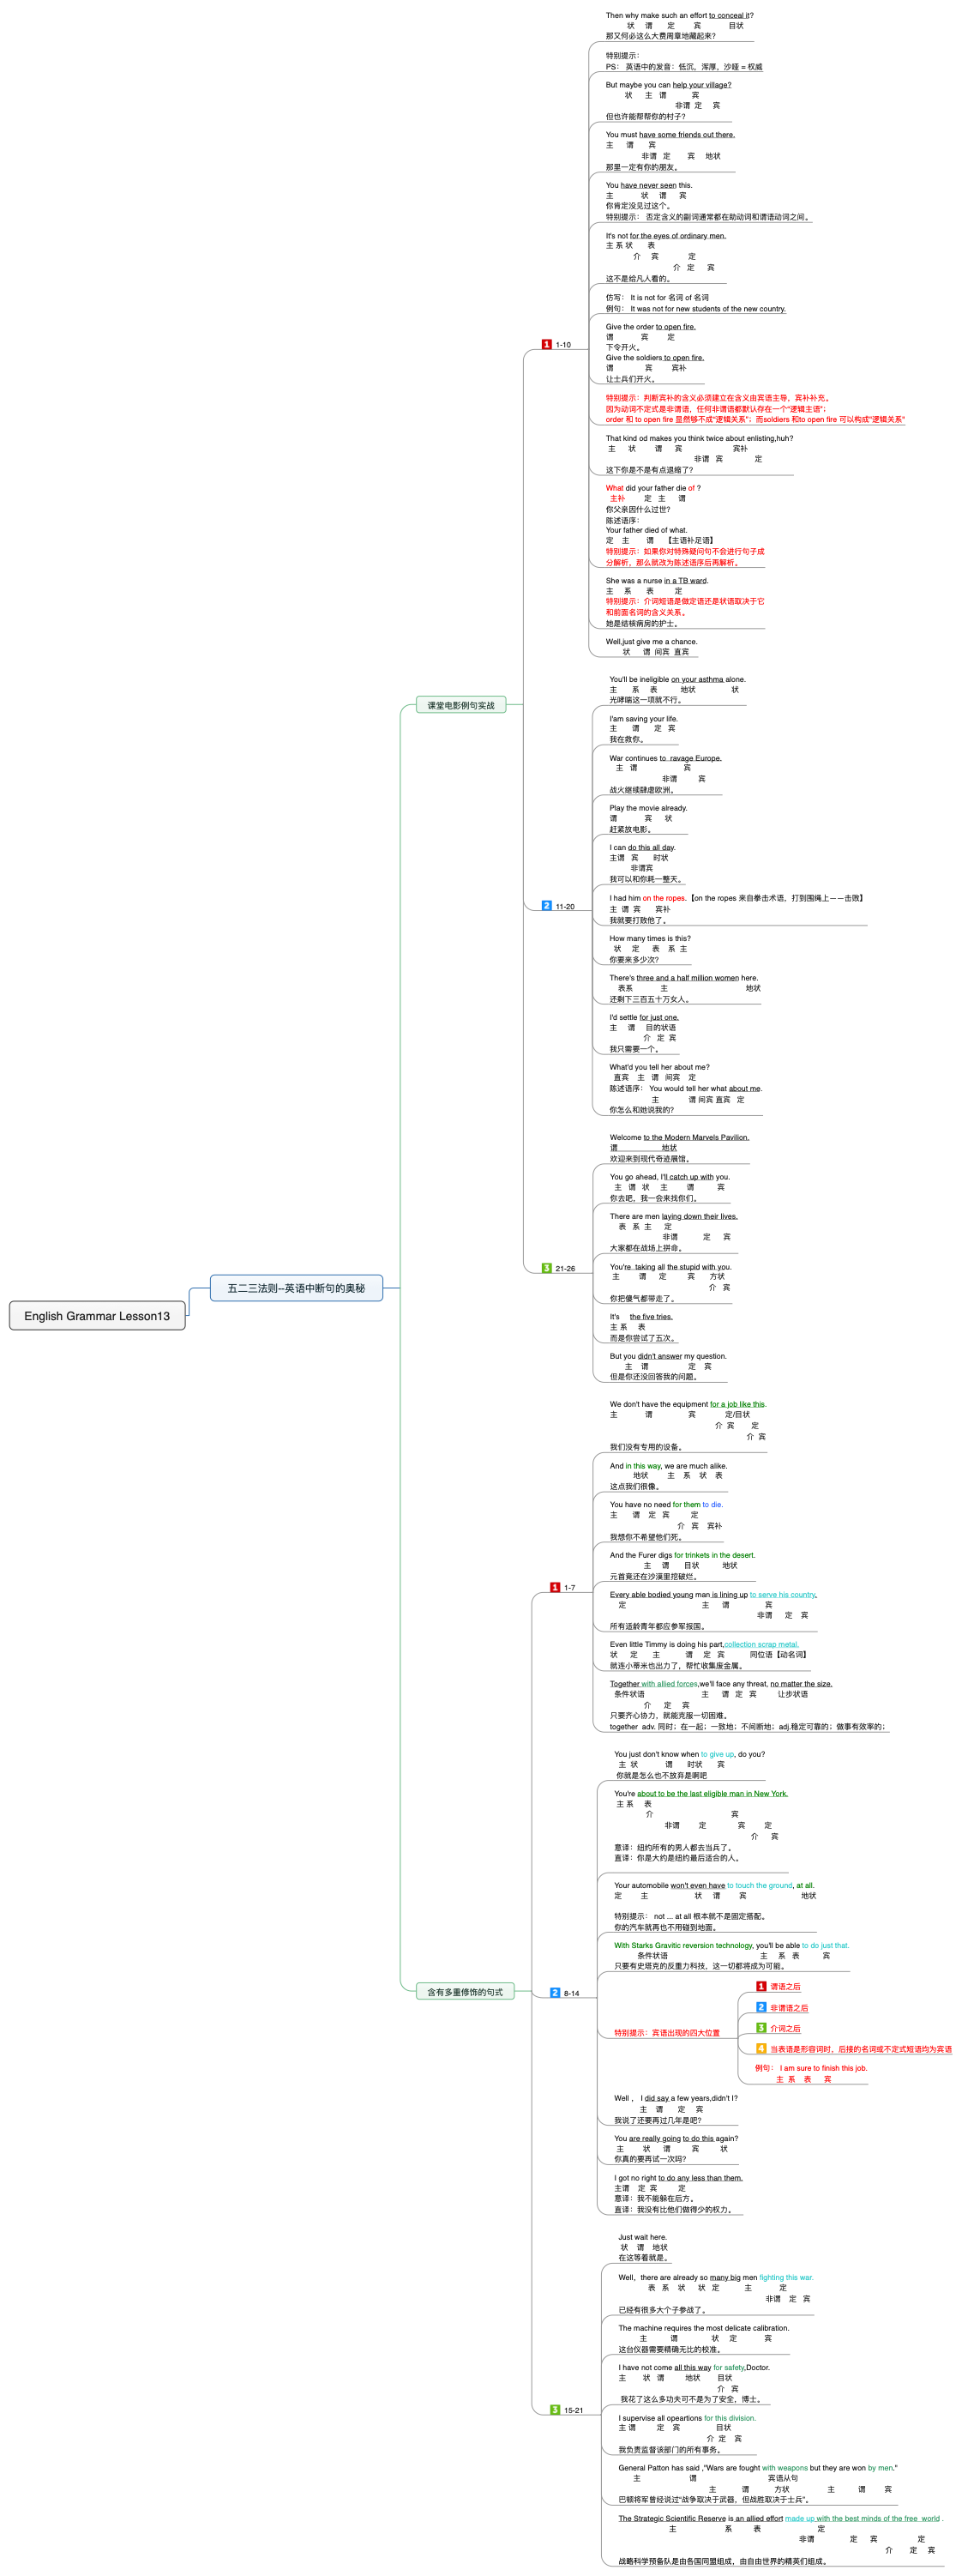 English Grammar Lesson13
五二三法则--英语中断句的奥秘
课堂电影例句实战
1 1-10
Then why make such an effort to conceal it?
状 谓 定 宾 目状
那又何必这么大费周章地藏起来?
特别提示:
PS: 英语中的发音:低沉,浑厚,沙哑 = 权威
But maybe you can help your village?
状 主 谓 宾
非谓 定 宾
但也许能帮帮你的村子?
You must have some friends out there.
主 谓 宾
非谓 定 宾 地状
那里一定有你的朋友。
You have never seen this.
主 状 谓 宾
你肯定没见过这个。
特别提示: 否定含义的副词通常都在助动词和谓语动词之间。
It's not for the eyes of ordinary men.
主 系 状 表
介 宾 定
介 定 宾
这不是给凡人看的。
仿写: It is not for 名词 of 名词
例句: It was not for new students of the new country.
Give the order to open fire.
谓 宾 定
下令开火。
Give the soldiers to open fire.
谓 宾 宾补
让士兵们开火。
特别提示:判断宾补的含义必须建立在含义由宾语主导,宾补补充。
因为动词不定式是非谓语,任何非谓语都默认存在一个“逻辑主语”;
order 和 to open fire 显然够不成“逻辑关系”;而soldiers 和to open fire 可以构成“逻辑关系“
That kind od makes you think twice about enlisting,huh?
主 状 谓 宾 宾补
非谓 宾 定
这下你是不是有点退缩了?
What did your father die of ?
主补 定 主 谓
你父亲因什么过世?
陈述语序:
Your father died of what.
定 主 谓 【主语补足语】
特别提示:如果你对特殊疑问句不会进行句子成
分解析,那么就改为陈述语序后再解析。
She was a nurse in a TB ward.
主 系 表 定
特别提示:介词短语是做定语还是状语取决于它
和前面名词的含义关系。
她是结核病房的护士。
Well,just give me a chance.
状 谓 间宾 直宾
2 11-20
You'll be ineligible on your asthma alone.
主 系 表 地状 状
光哮喘这一项就不行。
I'am saving your life.
主 谓 定 宾
我在救你。
War continues to ravage Europe.
主 谓 宾
非谓 宾
战火继续肆虐欧洲。
Play the movie already.
谓 宾 状
赶紧放电影。
I can do this all day.
主谓 宾 时状
非谓宾
我可以和你耗一整天。
I had him on the ropes.【on the ropes 来自拳击术语,打到围绳上——击败】
主 谓 宾 宾补
我就要打败他了。
How many times is this?
状 定 表 系 主
你要来多少次?
There's three and a half million women here.
表系 主 地状
还剩下三百五十万女人。
I'd settle for just one.
主 谓 目的状语
介 定 宾
我只需要一个。
What'd you tell her about me?
直宾 主 谓 间宾 定
陈述语序: You would tell her what about me.
主 谓 间宾 直宾 定
你怎么和她说我的?
3 21-26
Welcome to the Modern Marvels Pavilion.
谓 地状
欢迎来到现代奇迹展馆。
You go ahead, I'll catch up with you.
主 谓 状 主 谓 宾
你去吧,我一会来找你们。
There are men laying down their lives.
表 系 主 定
非谓 定 宾
大家都在战场上拼命。
You're taking all the stupid with you.
主 谓 定 宾 方状
介 宾
你把傻气都带走了。
It's the five tries.
主 系 表
而是你尝试了五次。
But you didn't answer my question.
主 谓 定 宾
但是你还没回答我的问题。
含有多重修饰的句式
1 1-7
We don't have the equipment for a job like this.
主 谓 宾 定/目状
介 宾 定
介 宾
我们没有专用的设备。
And in this way, we are much alike.
地状 主 系 状 表
这点我们很像。
You have no need for them to die.
主 谓 定 宾 定
介 宾 宾补
我想你不希望他们死。
And the Furer digs for trinkets in the desert.
主 谓 目状 地状
元首竟还在沙漠里挖破烂。
Every able bodied young man is lining up to serve his country.
定 主 谓 宾
非谓 定 宾
所有适龄青年都应参军报国。
Even little Timmy is doing his part,collection scrap metal.
状 定 主 谓 定 宾 同位语【动名词】
就连小蒂米也出力了,帮忙收集废金属。
Together with allied forces,we'll face any threat, no matter the size.
条件状语 主 谓 定 宾 让步状语
介 定 宾
只要齐心协力,就能克服一切困难。
together adv. 同时;在一起;一致地;不间断地;adj.稳定可靠的;做事有效率的;
2 8-14
You just don't know when to give up, do you?
主 状 谓 时状 宾
你就是怎么也不放弃是啊吧
You're about to be the last eligible man in New York.
主 系 表
介 宾
非谓 定 宾 定
介 宾
意译:纽约所有的男人都去当兵了。
直译:你是大约是纽约最后适合的人。
Your automobile won't even have to touch the ground, at all.
定 主 状 谓 宾 地状
特别提示: not ... at all 根本就不是固定搭配。
你的汽车就再也不用碰到地面。
With Starks Gravitic reversion technology, you'll be able to do just that.
条件状语 主 系 表 宾
只要有史塔克的反重力科技,这一切都将成为可能。
特别提示:宾语出现的四大位置
1 谓语之后
2 非谓语之后
3 介词之后
4 当表语是形容词时,后接的名词或不定式短语均为宾语
例句: I am sure to finish this job.
主 系 表 宾
Well , I did say a few years,didn't I?
主 谓 定 宾
我说了还要再过几年是吧?
You are really going to do this again?
主 状 谓 宾 状
你真的要再试一次吗?
I got no right to do any less than them.
主谓 定 宾 定
意译:我不能躲在后方。
直译:我没有比他们做得少的权力。
3 15-21
Just wait here.
状 谓 地状
在这等着就是。
Well, there are already so many big men fighting this war.
表 系 状 状 定 主 定
非谓 定 宾
已经有很多大个子参战了。
The machine requires the most delicate calibration.
主 谓 状 定 宾
这台仪器需要精确无比的校准。
I have not come all this way for safety,Doctor.
主 状 谓 地状 目状
介 宾
我花了这么多功夫可不是为了安全,博士。
I supervise all opeartions for this division.
主 谓 定 宾 目状
介 定 宾
我负责监督该部门的所有事务。
General Patton has said ,"Wars are fought with weapons but they are won by men."
主 谓 宾语从句
主 谓 方状 主 谓 宾
巴顿将军曾经说过“战争取决于武器,但战胜取决于士兵”。
The Strategic Scientific Reserve is an allied effort made up with the best minds of the free world .
主 系 表 定
非谓 定 宾 定
介 定 宾
战略科学预备队是由各国同盟组成,由自由世界的精英们组成。